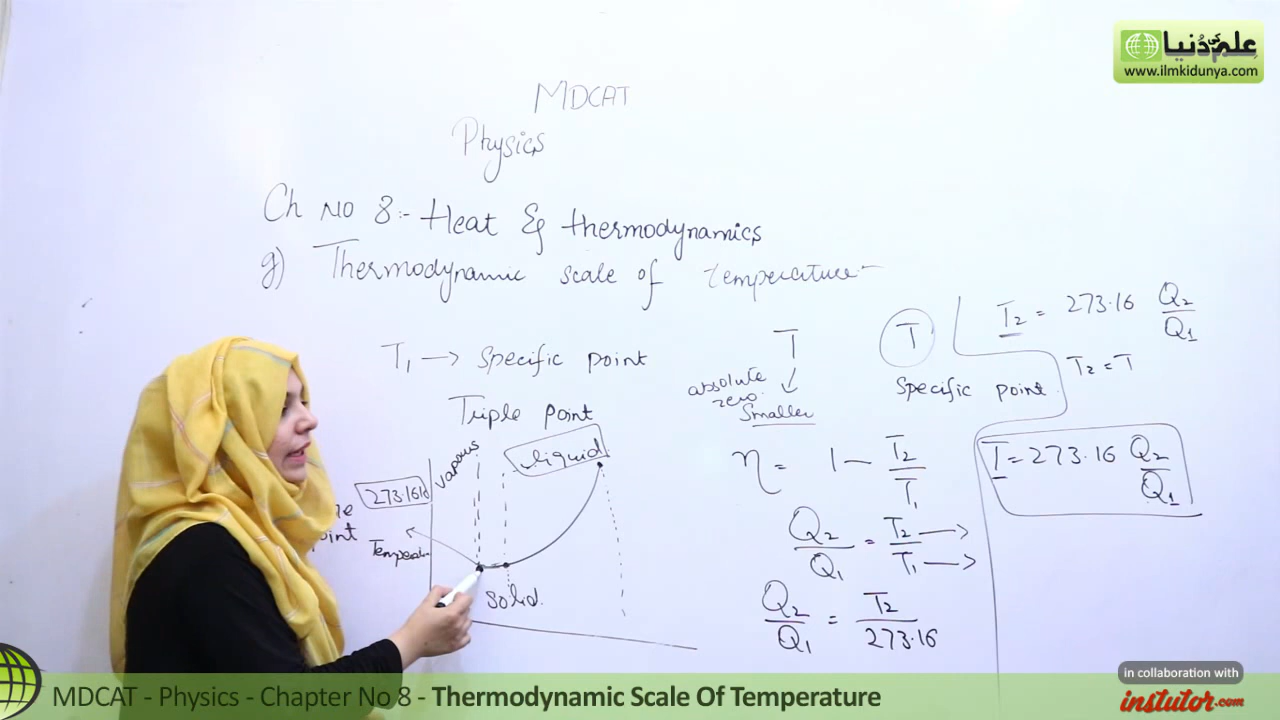 علم کی دُنیا
www.ilmkidunya.com
MDCAT
Physics
Ch NO 8:- Heat & thermodynamics
g) Thermodynamic scale of temperature
T₁ → Specific point
Triple Point
vapours
liquid
273.16
Temperat
solid.
T
absolute zero.
Smaller
η = 1 - T₂/T₁
Q₂/Q₁ = T₂/T₁
Q₂/Q₁ = T₂/273.16
T
Specific point
T₂ = 273.16 Q₂/Q₁
T₂ = T
T = 273.16 Q₂/Q₁
MDCAT - Physics - Chapter No 8 - Thermodynamic Scale Of Temperature
in collaboration with
instutor.com